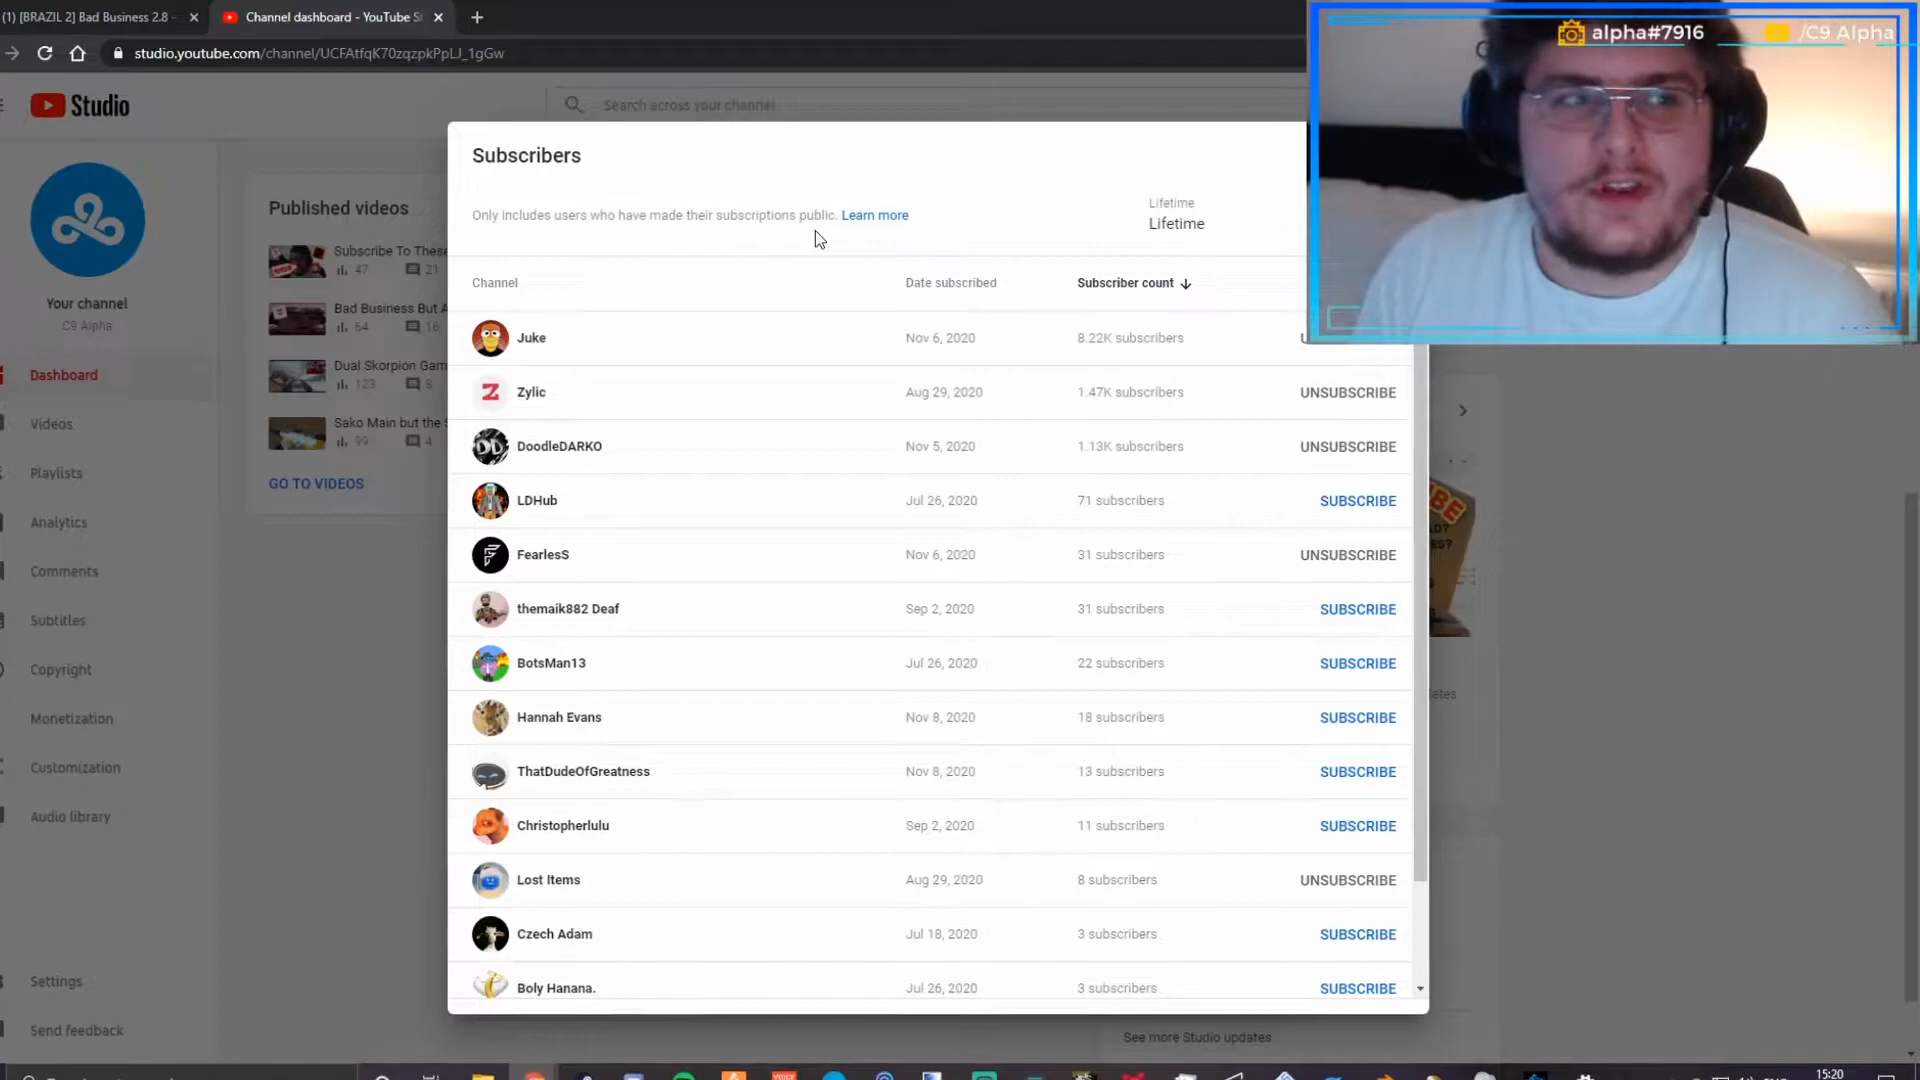 (1) [BRAZIL 2] Bad Business 2.8 -
Channel dashboard - YouTube St
studio.youtube.com/channel/UCFAtfqK70zqzpkPpLJ_1gGw
alpha#7916
/C9 Alpha
Studio
Search across your channel
Subscribers
Only includes users who have made their subscriptions public. Learn more
Lifetime
Lifetime
Channel
Date subscribed
Subscriber count
Juke
Nov 6, 2020
8.22K subscribers
Zylic
Aug 29, 2020
1.47K subscribers
UNSUBSCRIBE
DoodleDARKO
Nov 5, 2020
1.13K subscribers
UNSUBSCRIBE
LDHub
Jul 26, 2020
71 subscribers
SUBSCRIBE
FearlesS
Nov 6, 2020
31 subscribers
UNSUBSCRIBE
themaik882 Deaf
Sep 2, 2020
31 subscribers
SUBSCRIBE
BotsMan13
Jul 26, 2020
22 subscribers
SUBSCRIBE
Hannah Evans
Nov 8, 2020
18 subscribers
SUBSCRIBE
ThatDudeOfGreatness
Nov 8, 2020
13 subscribers
SUBSCRIBE
Christopherlulu
Sep 2, 2020
11 subscribers
SUBSCRIBE
Lost Items
Aug 29, 2020
8 subscribers
UNSUBSCRIBE
Czech Adam
Jul 18, 2020
3 subscribers
SUBSCRIBE
Boly Hanana.
Jul 26, 2020
3 subscribers
SUBSCRIBE
Your channel
C9 Alpha
Dashboard
Videos
Playlists
Analytics
Comments
Subtitles
Copyright
Monetization
Customization
Audio library
Settings
Send feedback
Published videos
Subscribe To These
47
21
Bad Business But A
64
16
Dual Skorpion Gam
123
8
Sako Main but the S
99
4
GO TO VIDEOS
See more Studio updates
15:20